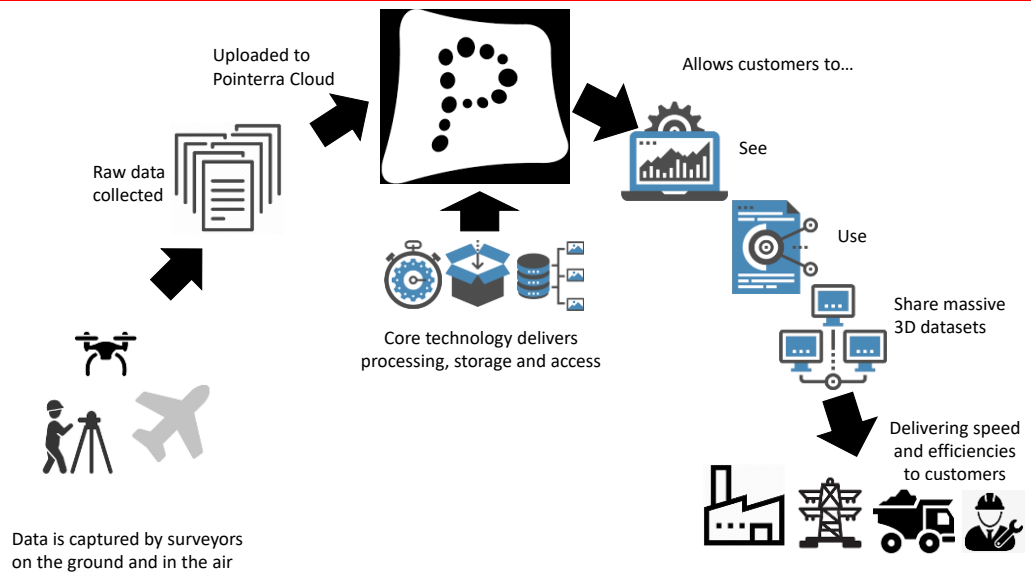 Uploaded to
Pointerra Cloud
Allows customers to…
Raw data
collected
See
Use
Share massive
3D datasets
Core technology delivers
processing, storage and access
Delivering speed
and efficiencies
to customers
Data is captured by surveyors
on the ground and in the air
P